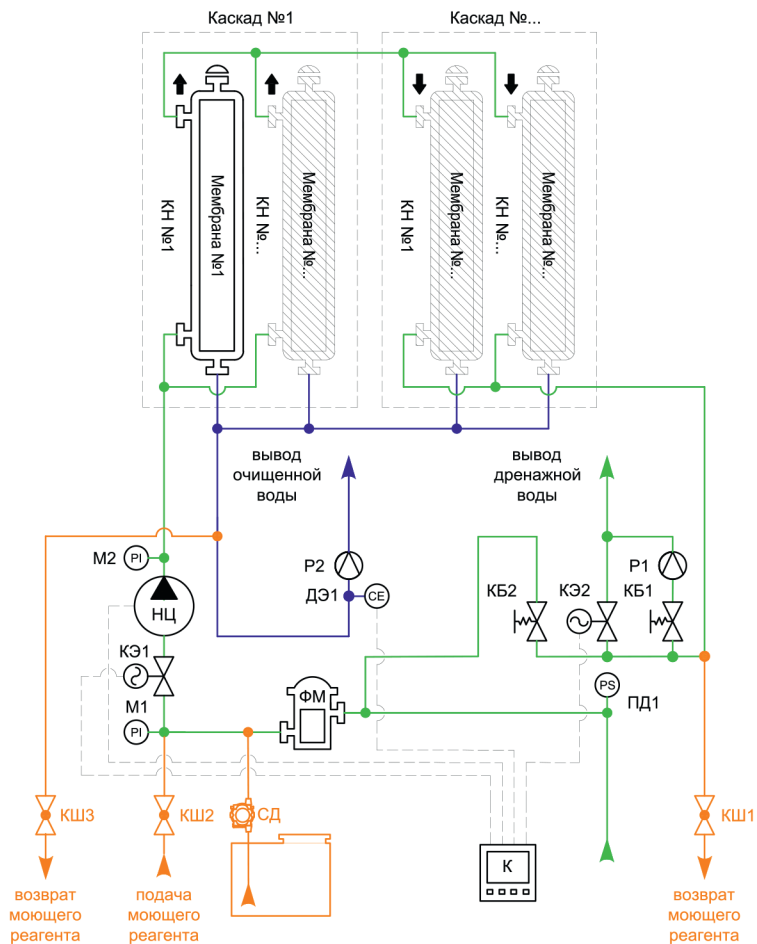 Каскад №1
Каскад №...
КН №1
Мембрана №1
КН №...
Мембрана №...
КН №1
Мембрана №...
КН №...
Мембрана №...
вывод
очищенной
воды
вывод
дренажной
воды
М2
PI
НЦ
Р2
ДЭ1
CE
КБ2
КЭ2
КБ1
Р1
КЭ1
М1
PI
ФМ
PS
ПД1
КШ3
КШ2
СД
КШ1
К
возврат
моющего
реагента
подача
моющего
реагента
возврат
моющего
реагента